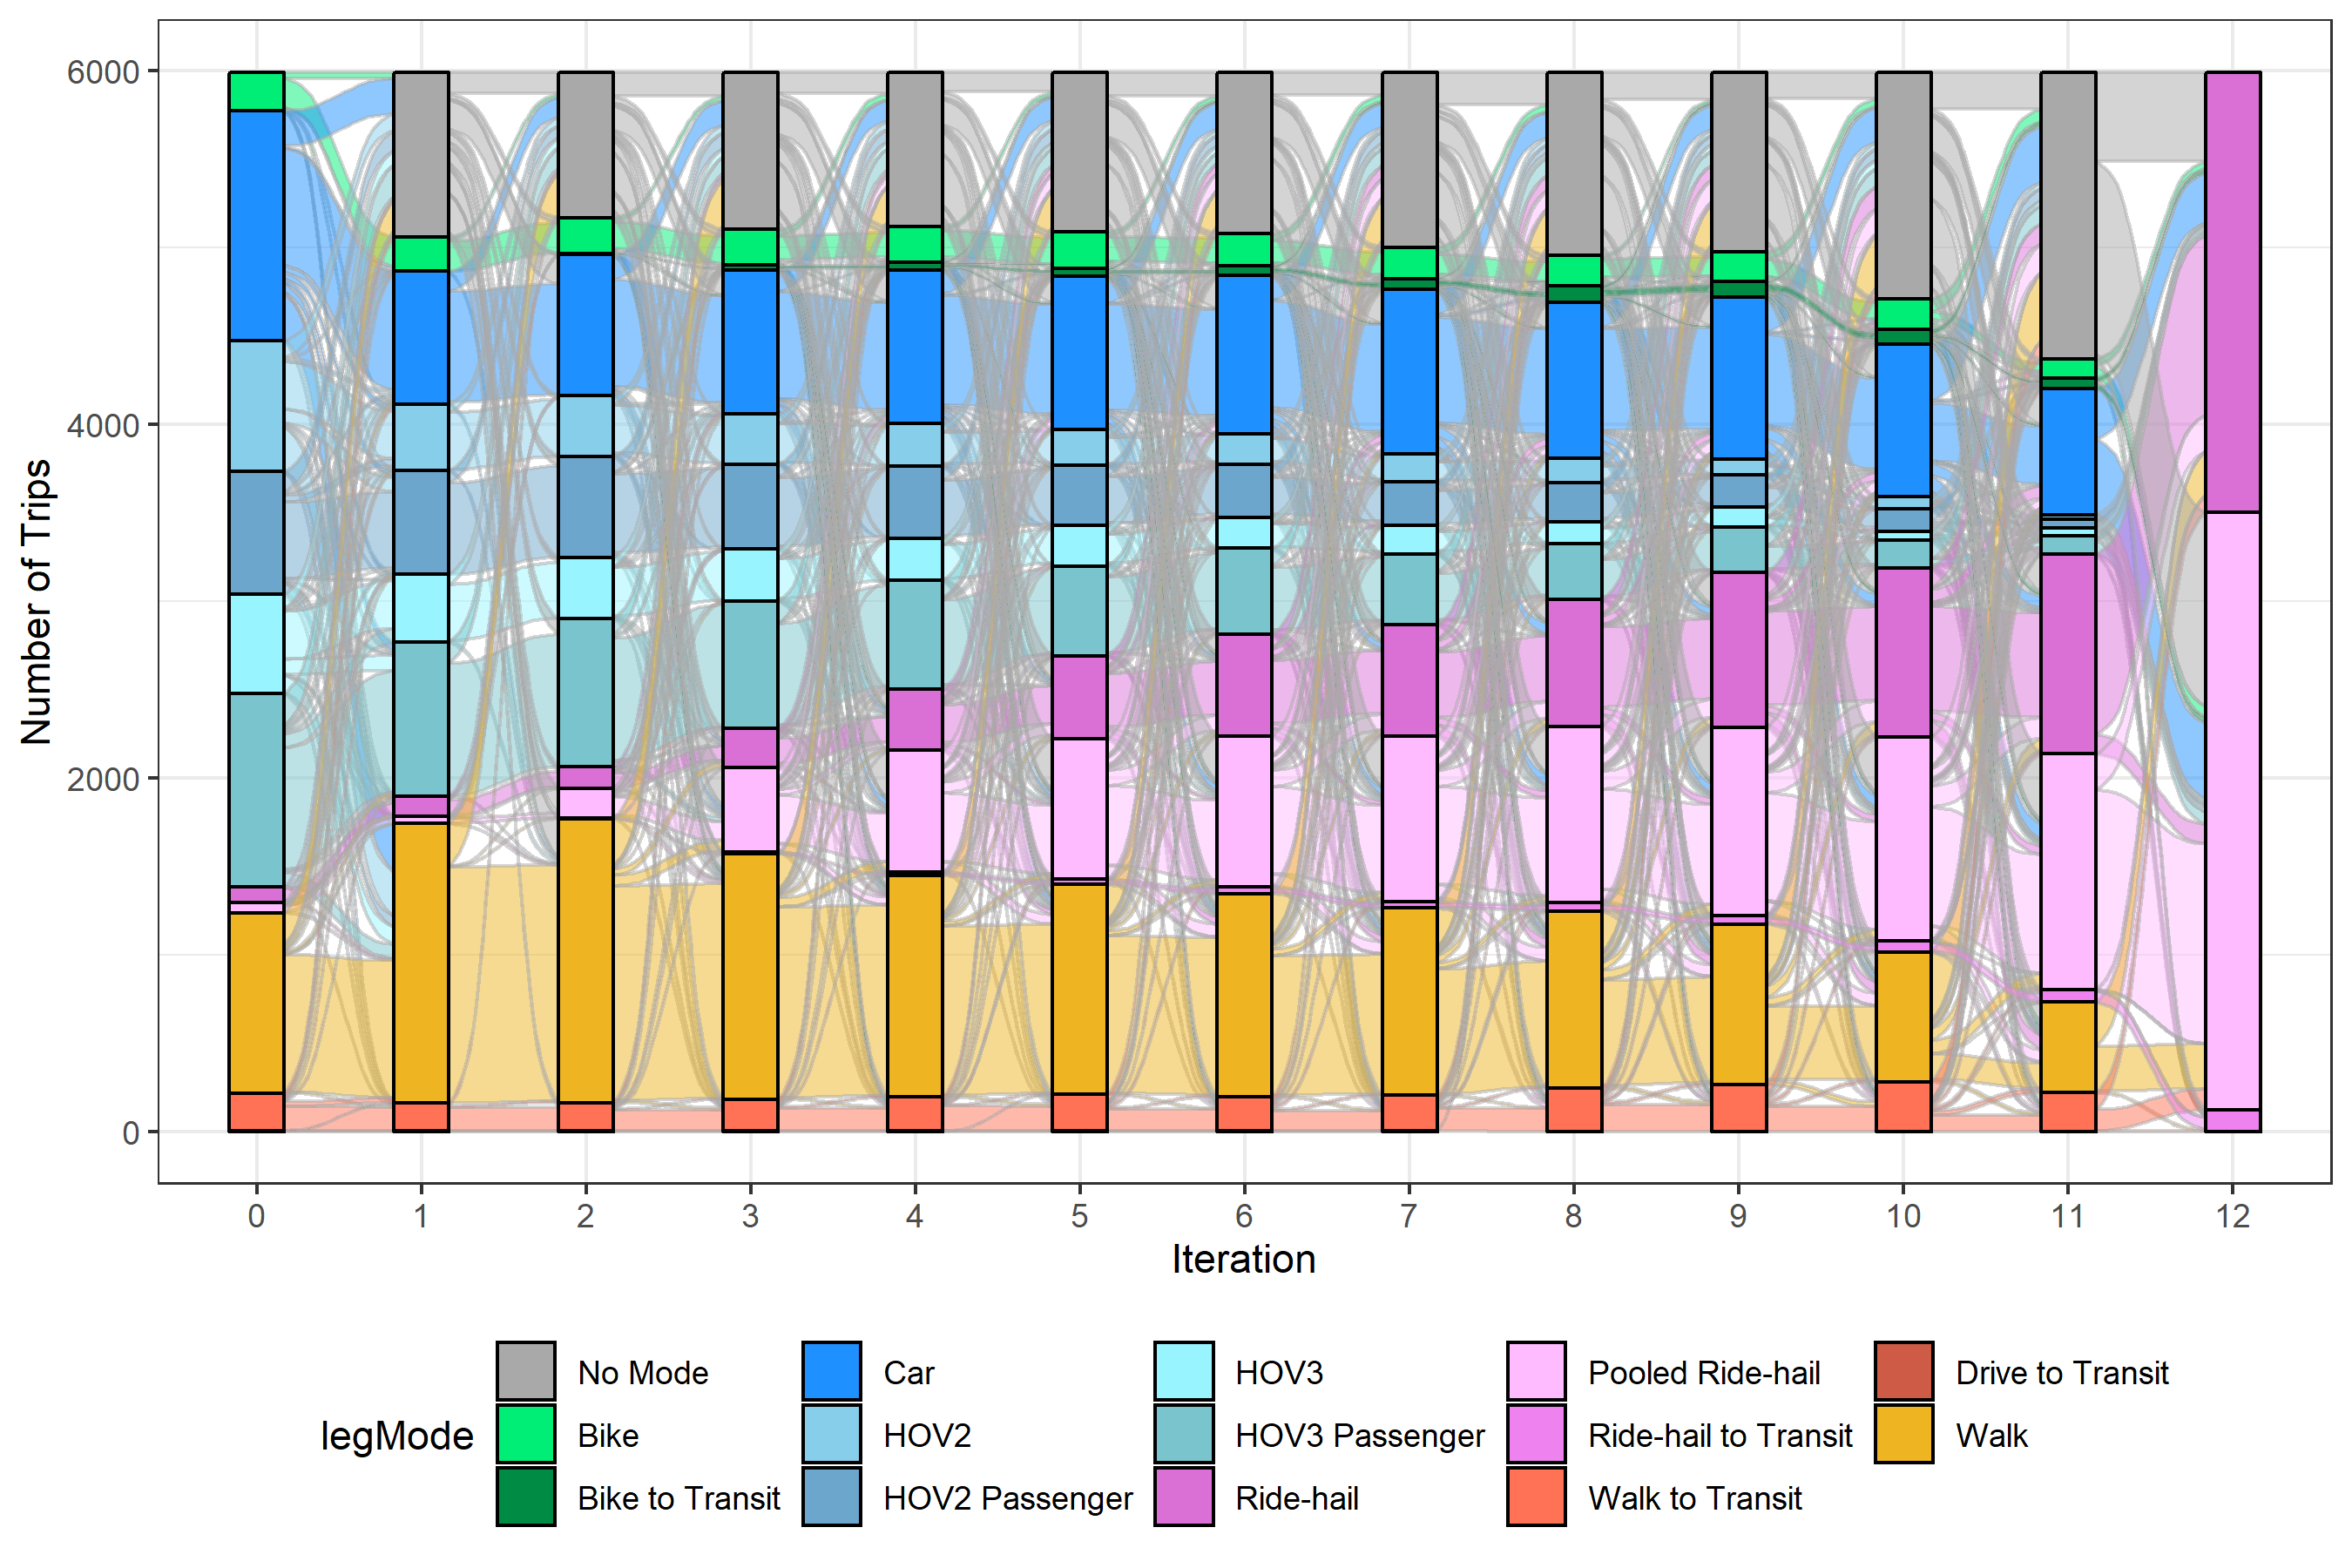 Number of Trips
6000
4000
2000
0
0 1 2 3 4 5 6 7 8 9 10 11 12
Iteration
legMode
No Mode Car HOV3 Pooled Ride-hail Drive to Transit
Bike HOV2 HOV3 Passenger Ride-hail to Transit Walk
Bike to Transit HOV2 Passenger Ride-hail Walk to Transit